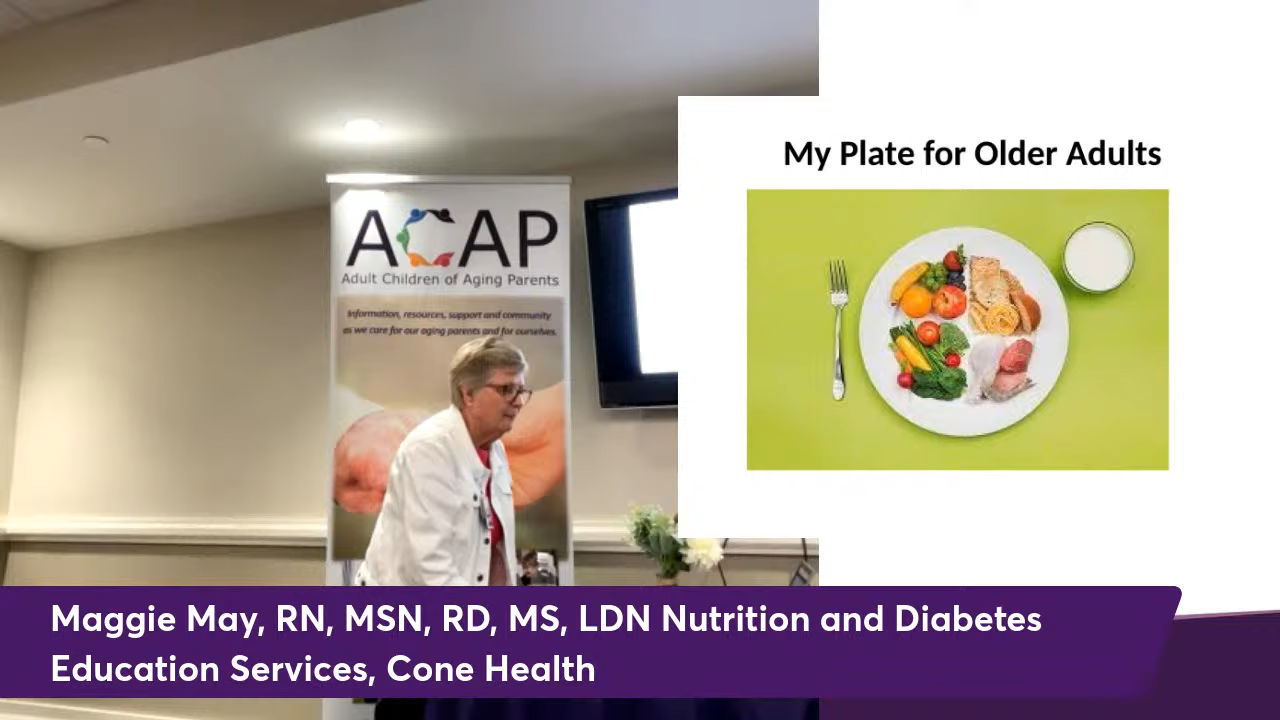 My Plate for Older Adults
ACAP
Adult Children of Aging Parents
Information, resources, support and community
as we care for our aging parents and for ourselves.
Maggie May, RN, MSN, RD, MS, LDN Nutrition and Diabetes
Education Services, Cone Health